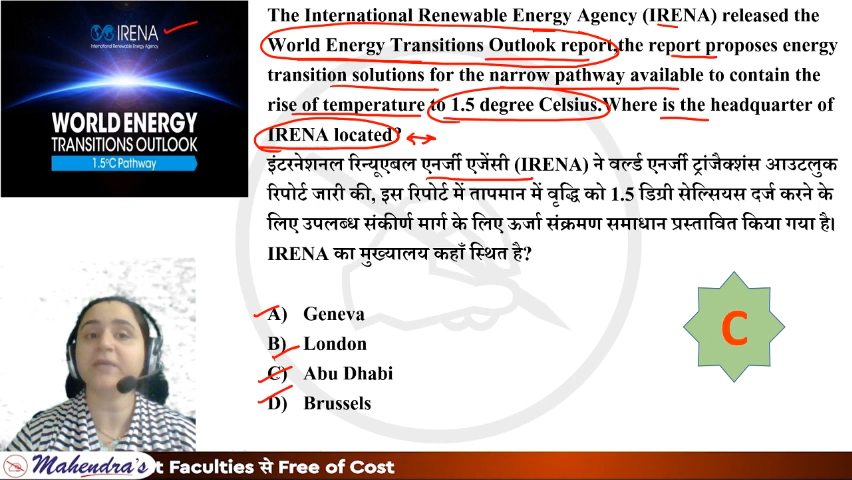 IRENA
International Renewable Energy Agency
WORLD ENERGY
TRANSITIONS OUTLOOK
1.5°C Pathway
The International Renewable Energy Agency (IRENA) released the
World Energy Transitions Outlook report,the report proposes energy
transition solutions for the narrow pathway available to contain the
rise of temperature to 1.5 degree Celsius.Where is the headquarter of
IRENA located?
इंटरनेशनल रिन्यूएबल एनर्जी एजेंसी (IRENA) ने वर्ल्ड एनर्जी ट्रांजैक्शंस आउटलुक
रिपोर्ट जारी की, इस रिपोर्ट में तापमान में वृद्धि को 1.5 डिग्री सेल्सियस दर्ज करने के
लिए उपलब्ध संकीर्ण मार्ग के लिए ऊर्जा संक्रमण समाधान प्रस्तावित किया गया है।
IRENA का मुख्यालय कहाँ स्थित है?
A) Geneva
B) London
C) Abu Dhabi
D) Brussels
C
Mahendra's t Faculties से Free of Cost